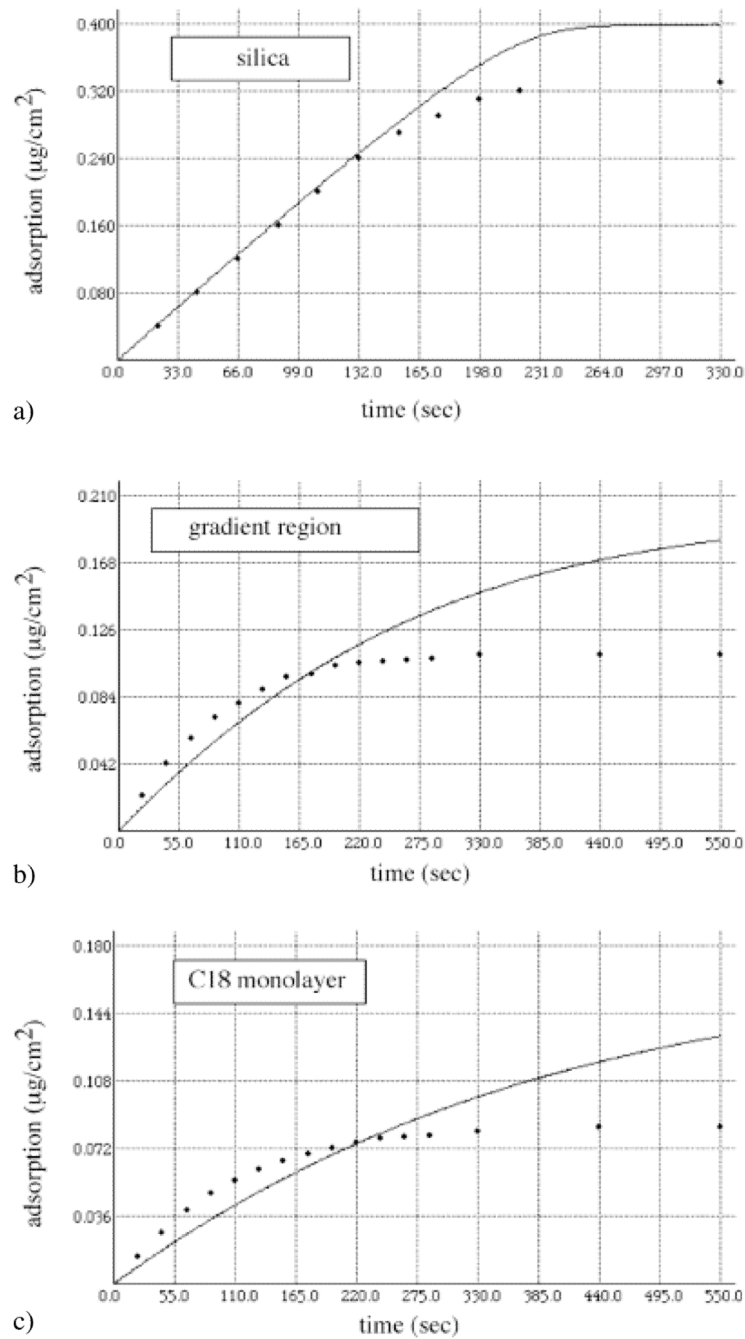 0.400
silica
0.320
0.240
0.160
0.080
adsorption (µg/cm2)
0.0 33.0 66.0 99.0 132.0 165.0 198.0 231.0 264.0 297.0 330.0
a)
time (sec)
0.210
gradient region
0.168
0.126
0.084
0.042
adsorption (µg/cm2)
0.0 55.0 110.0 165.0 220.0 275.0 330.0 385.0 440.0 495.0 550.0
b)
time (sec)
0.180
C18 monolayer
0.144
0.108
0.072
0.036
adsorption (µg/cm2)
0.0 55.0 110.0 165.0 220.0 275.0 330.0 385.0 440.0 495.0 550.0
c)
time (sec)